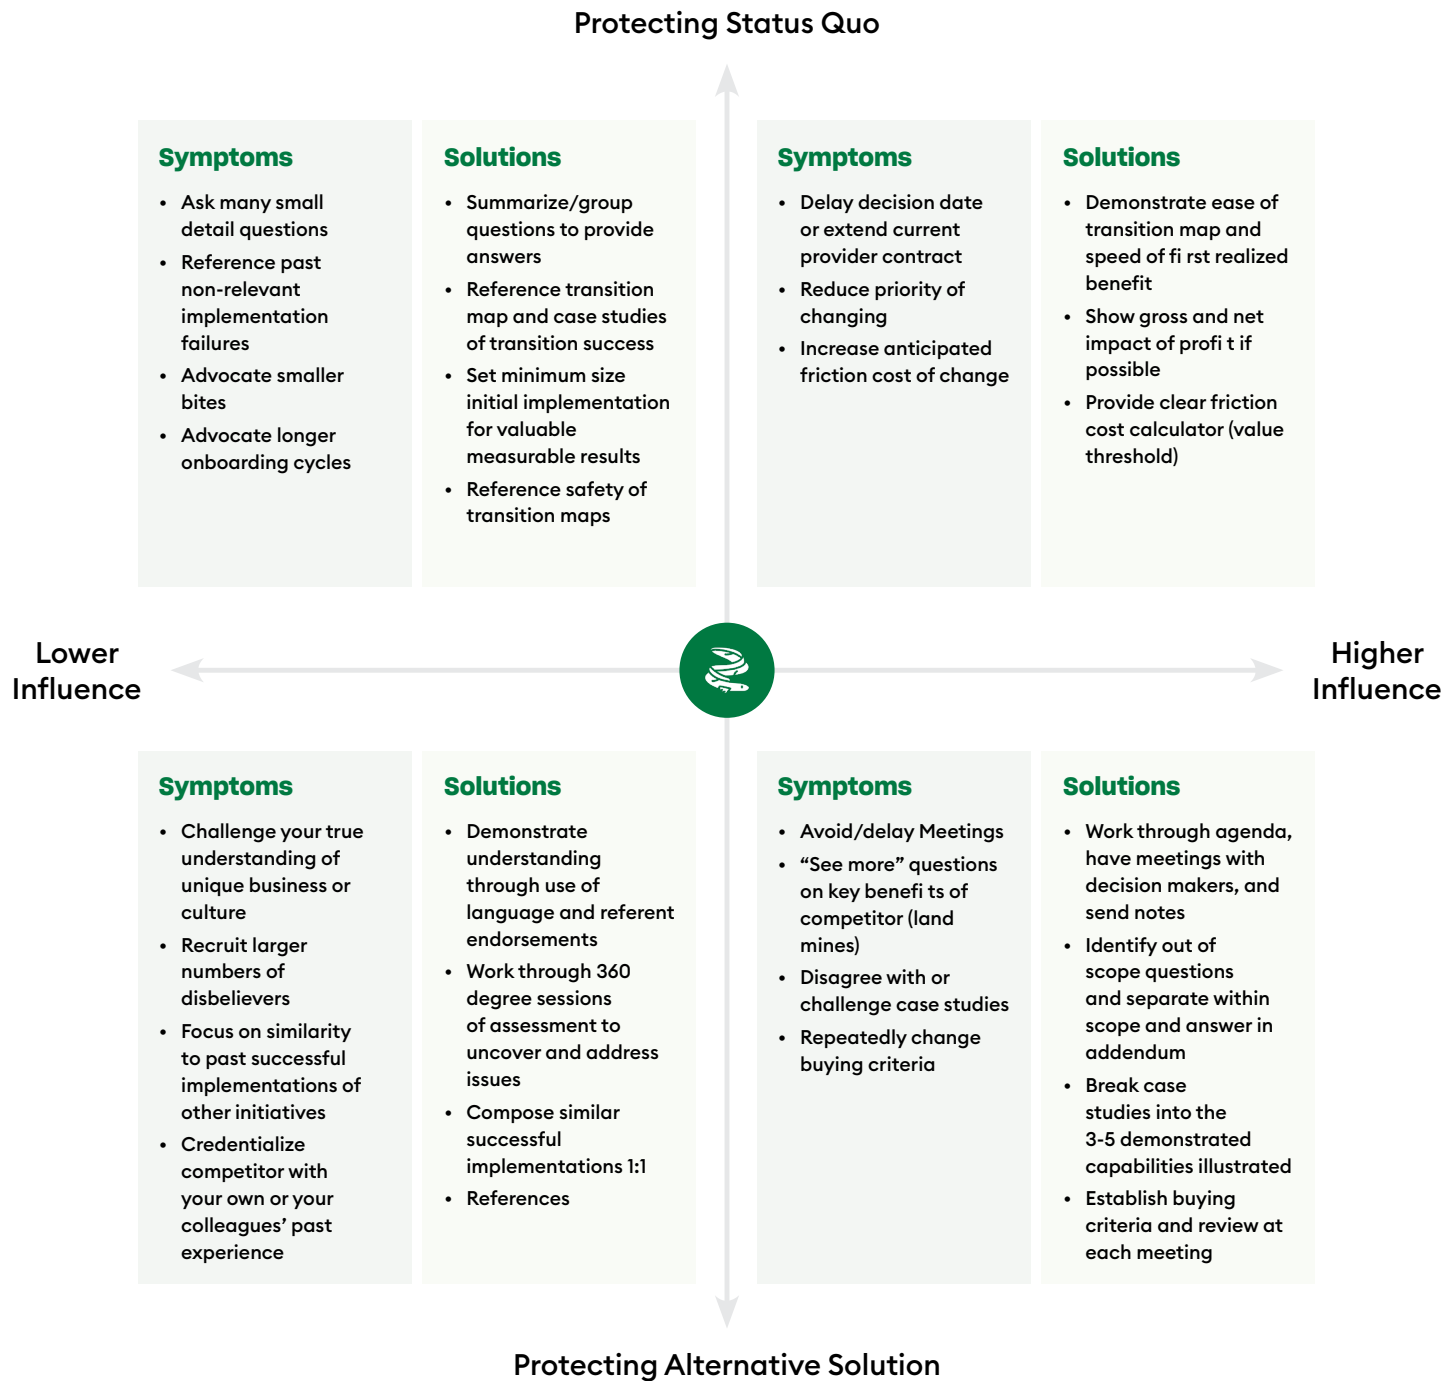 Protecting Status Quo
Symptoms
• Ask many small
detail questions
• Reference past
non-relevant
implementation
failures
• Advocate smaller
bites
• Advocate longer
onboarding cycles
Solutions
• Summarize/group
questions to provide
answers
• Reference transition
map and case studies
of transition success
• Set minimum size
initial implementation
for valuable
measurable results
• Reference safety of
transition maps
Symptoms
• Delay decision date
or extend current
provider contract
• Reduce priority of
changing
• Increase anticipated
friction cost of change
Solutions
• Demonstrate ease of
transition map and
speed of fi rst realized
benefit
• Show gross and net
impact of profi t if
possible
• Provide clear friction
cost calculator (value
threshold)
Lower
Influence
Higher
Influence
Symptoms
• Challenge your true
understanding of
unique business or
culture
• Recruit larger
numbers of
disbelievers
• Focus on similarity
to past successful
implementations of
other initiatives
• Credentialize
competitor with
your own or your
colleagues’ past
experience
Solutions
• Demonstrate
understanding
through use of
language and referent
endorsements
• Work through 360
degree sessions
of assessment to
uncover and address
issues
• Compose similar
successful
implementations 1:1
• References
Symptoms
• Avoid/delay Meetings
• “See more” questions
on key benefi ts of
competitor (land
mines)
• Disagree with or
challenge case studies
• Repeatedly change
buying criteria
Solutions
• Work through agenda,
have meetings with
decision makers, and
send notes
• Identify out of
scope questions
and separate within
scope and answer in
addendum
• Break case
studies into the
3-5 demonstrated
capabilities illustrated
• Establish buying
criteria and review at
each meeting
Protecting Alternative Solution